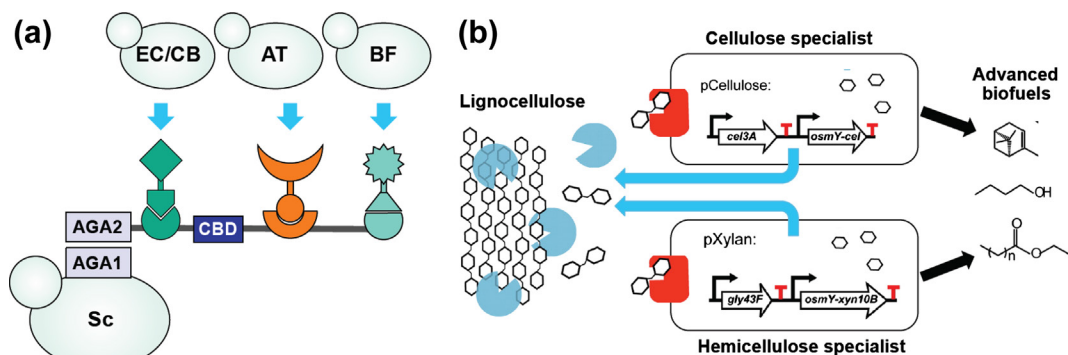 (a)
EC/CB
AT
BF
AGA2
CBD
AGA1
Sc
(b)
Cellulose specialist
Lignocellulose
pCellulose:
cel3A
T
osmY-cel
T
Advanced
biofuels
OH
pXylan:
gly43F
T
osmY-xyn10B
T
n
O
O
Hemicellulose specialist